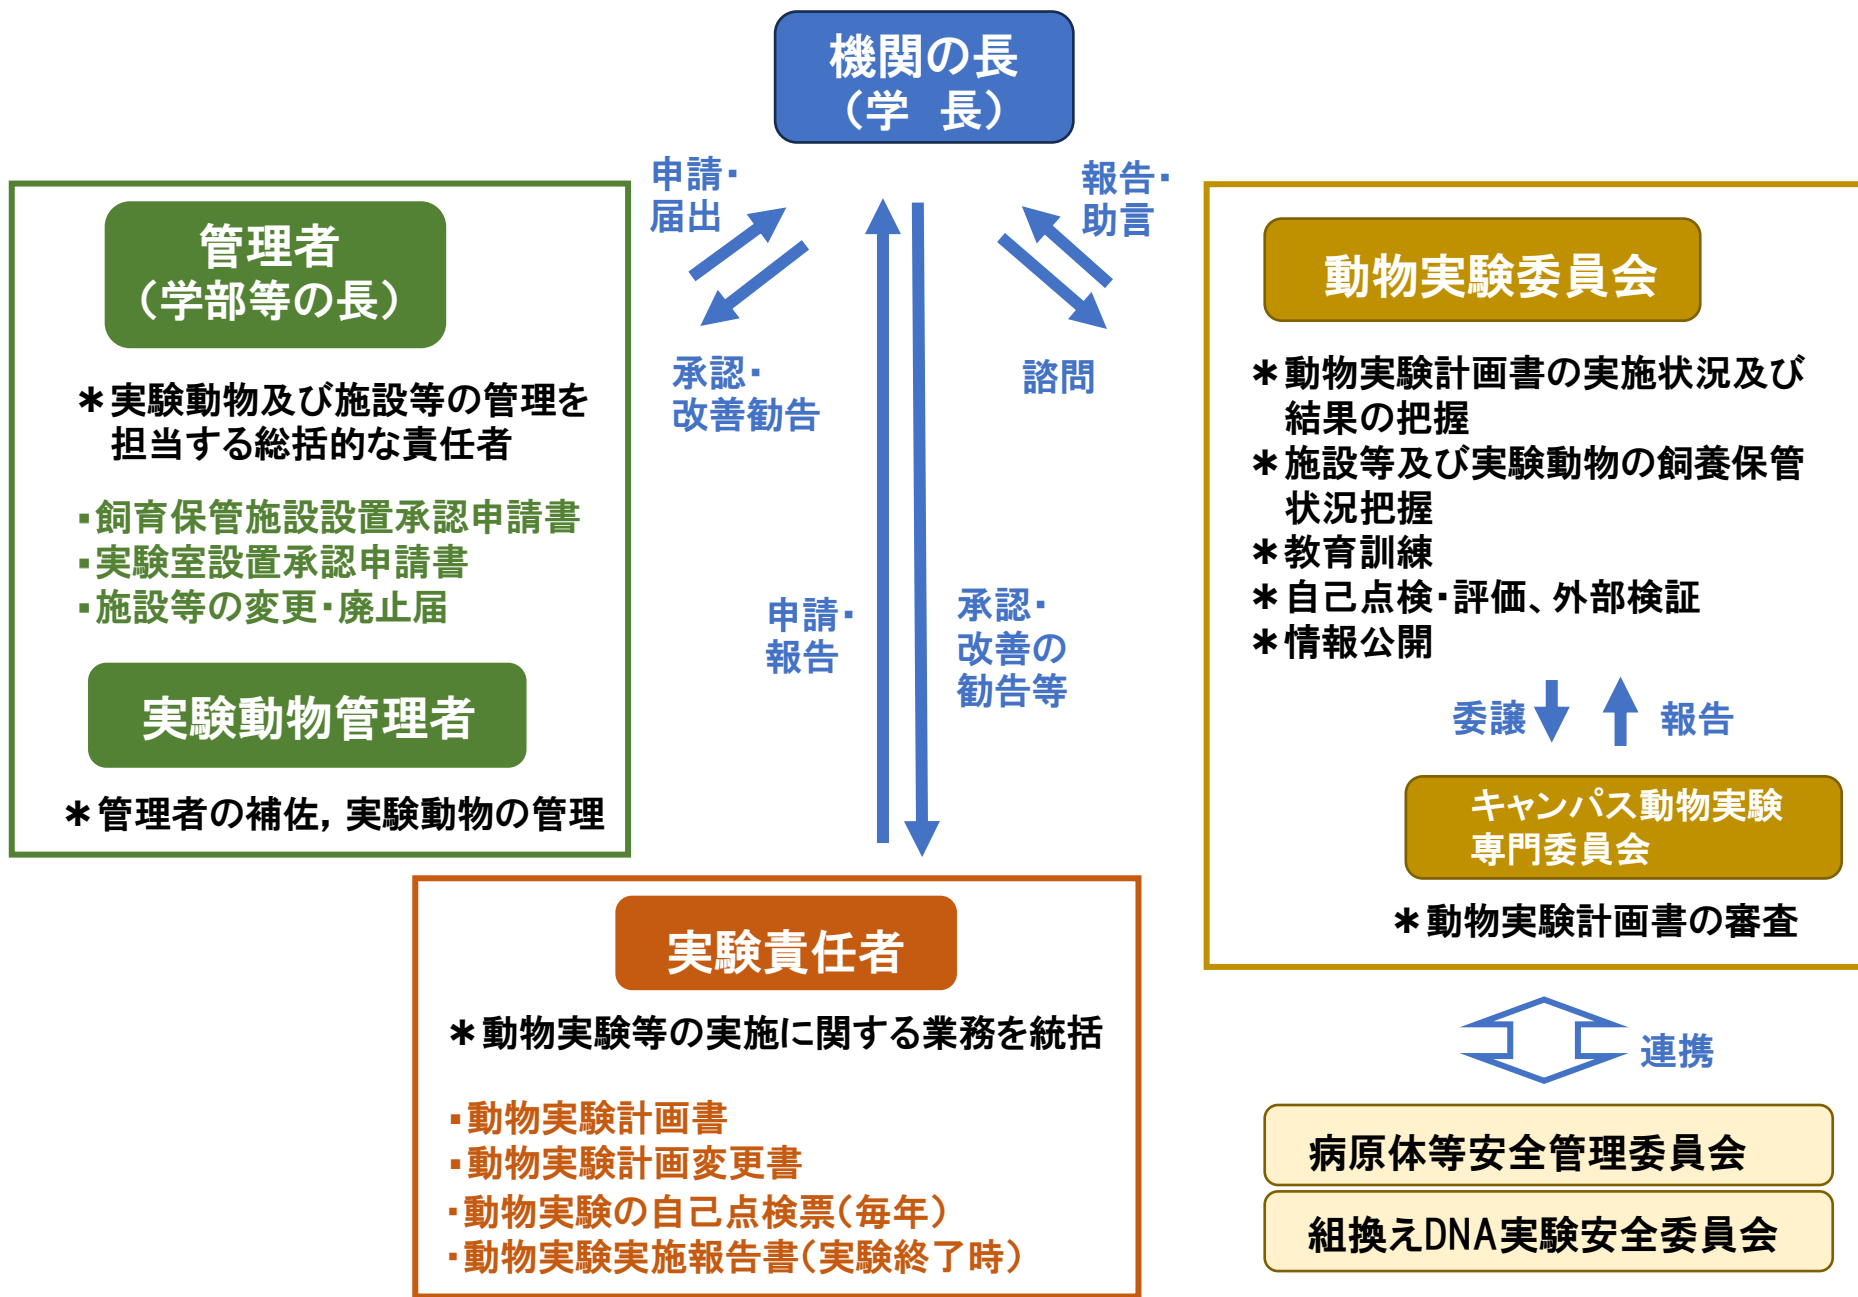 機関の長
（学　長）
申請・
届出
報告・
助言
承認・
改善勧告
諮問
管理者
（学部等の長）
＊実験動物及び施設等の管理を
担当する総括的な責任者
・飼育保管施設設置承認申請書
・実験室設置承認申請書
・施設等の変更・廃止届
実験動物管理者
＊管理者の補佐，実験動物の管理
申請・
報告
承認・
改善の
勧告等
動物実験委員会
＊動物実験計画書の実施状況及び
結果の把握
＊施設等及び実験動物の飼養保管
状況把握
＊教育訓練
＊自己点検・評価、外部検証
＊情報公開
委譲
報告
キャンパス動物実験
専門委員会
＊動物実験計画書の審査
実験責任者
＊動物実験等の実施に関する業務を統括
・動物実験計画書
・動物実験計画変更書
・動物実験の自己点検票（毎年）
・動物実験実施報告書（実験終了時）
連携
病原体等安全管理委員会
組換えDNA実験安全委員会